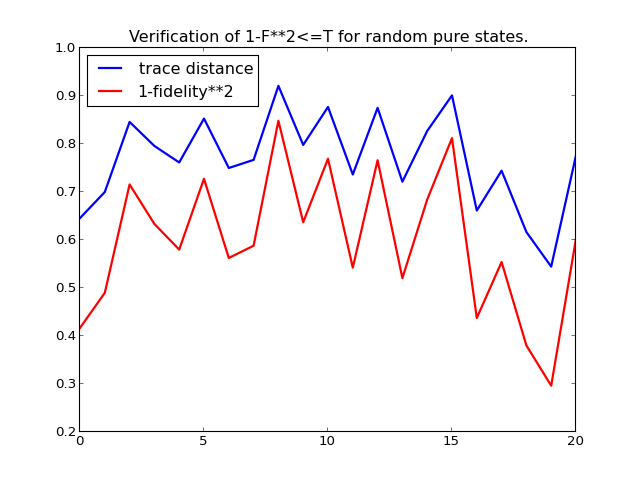 Verification of 1-F**2<=T for random pure states.
1.0
0.9
0.8
0.7
0.6
0.5
0.4
0.3
0.2
trace distance
1-fidelity**2
0 5 10 15 20